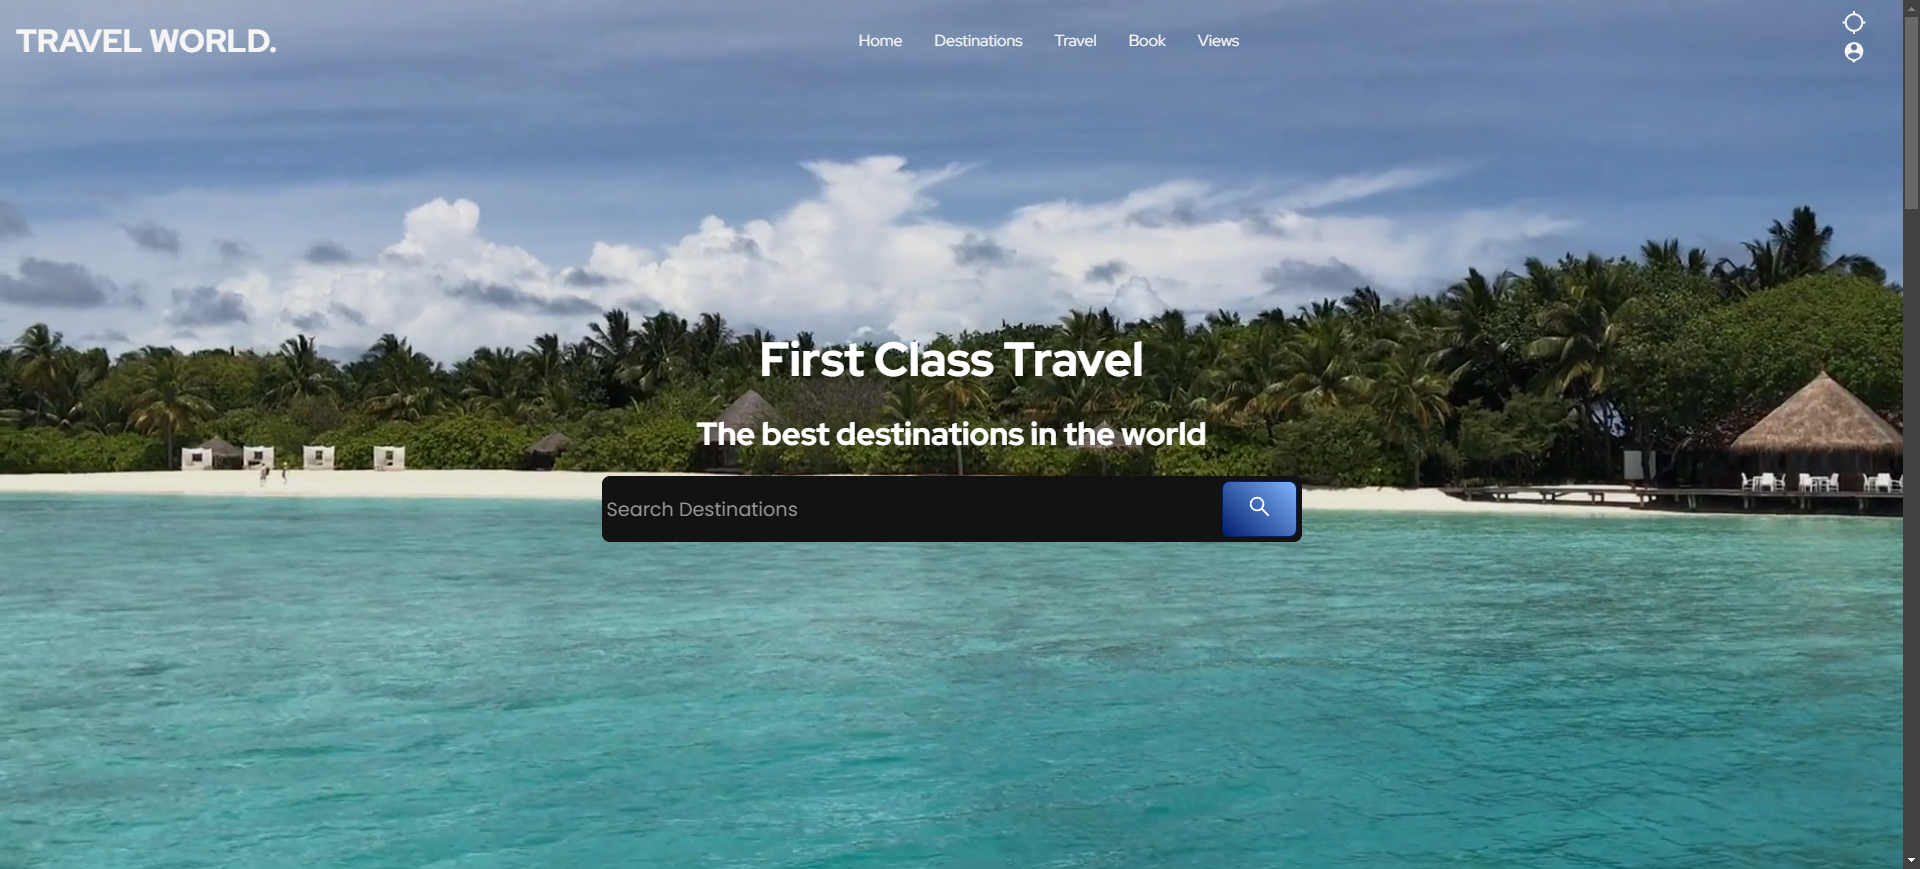 TRAVEL WORLD.
Home Destinations Travel Book Views
First Class Travel
The best destinations in the world
Search Destinations